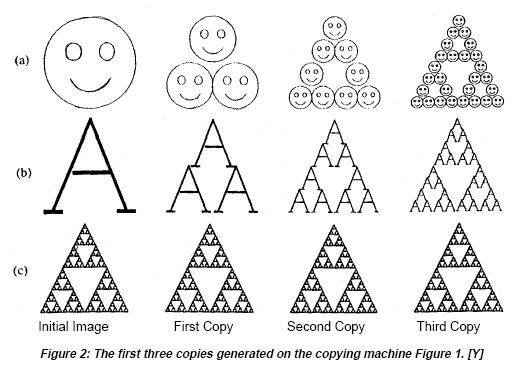 (a)
(b)
A
(c)
Initial Image First Copy Second Copy Third Copy
Figure 2: The first three copies generated on the copying machine Figure 1. [Y]